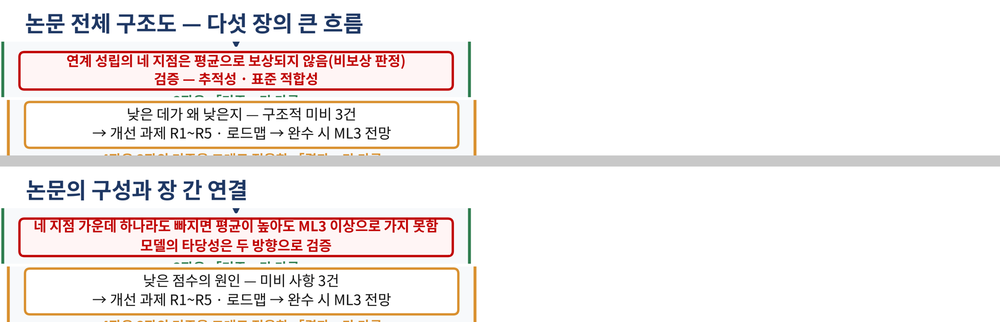 논문 전체 구조도 — 다섯 장의 큰 흐름
연계 성립의 네 지점은 평균으로 보상되지 않음(비보상 판정)
검증 — 추적성 · 표준 적합성
낮은 데가 왜 낮은지 — 구조적 미비 3건
→ 개선 과제 R1~R5 · 로드맵 → 완수 시 ML3 전망
논문의 구성과 장 간 연결
네 지점 가운데 하나라도 빠지면 평균이 높아도 ML3 이상으로 가지 못함
모델의 타당성은 두 방향으로 검증
낮은 점수의 원인 — 미비 사항 3건
→ 개선 과제 R1~R5 · 로드맵 → 완수 시 ML3 전망